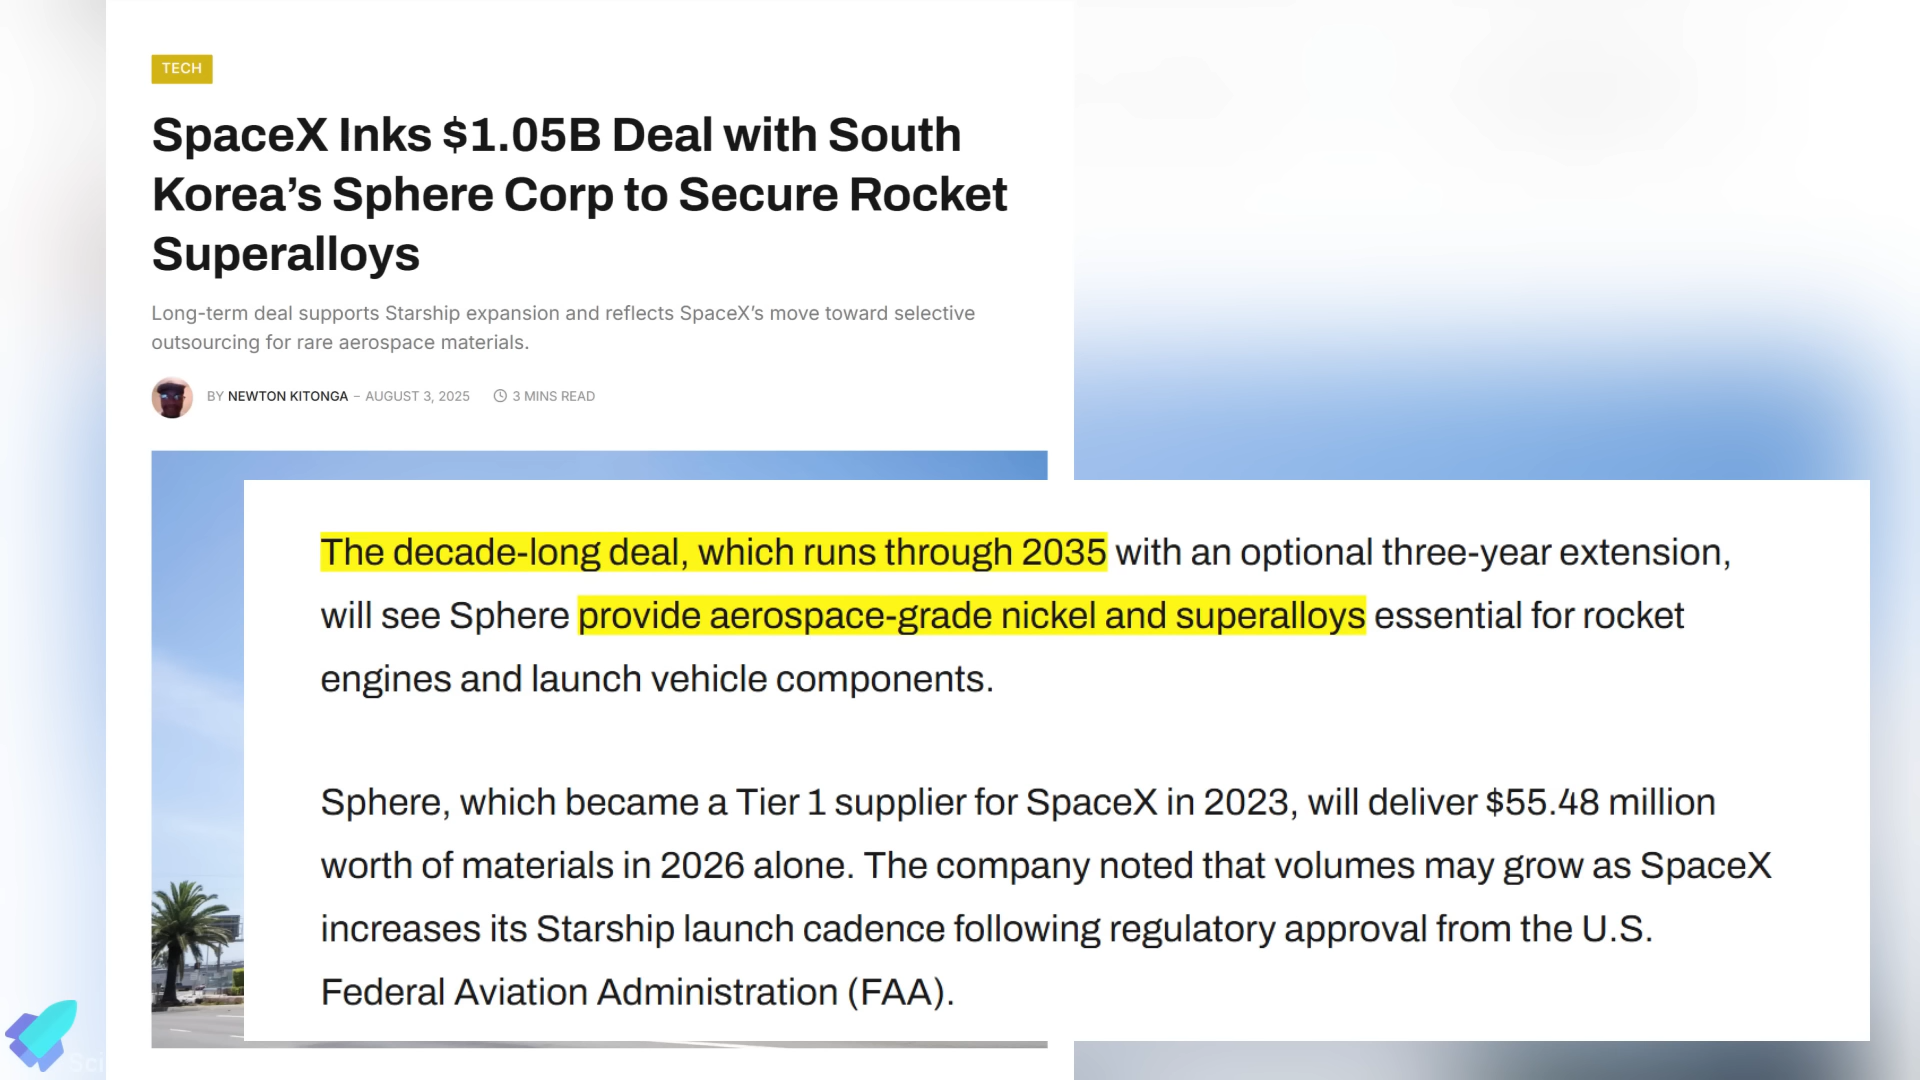 TECH
SpaceX Inks $1.05B Deal with South
Korea’s Sphere Corp to Secure Rocket
Superalloys
Long-term deal supports Starship expansion and reflects SpaceX’s move toward selective
outsourcing for rare aerospace materials.
BY NEWTON KITONGA – AUGUST 3, 2025 3 MINS READ
The decade-long deal, which runs through 2035 with an optional three-year extension,
will see Sphere provide aerospace-grade nickel and superalloys essential for rocket
engines and launch vehicle components.
Sphere, which became a Tier 1 supplier for SpaceX in 2023, will deliver $55.48 million
worth of materials in 2026 alone. The company noted that volumes may grow as SpaceX
increases its Starship launch cadence following regulatory approval from the U.S.
Federal Aviation Administration (FAA).